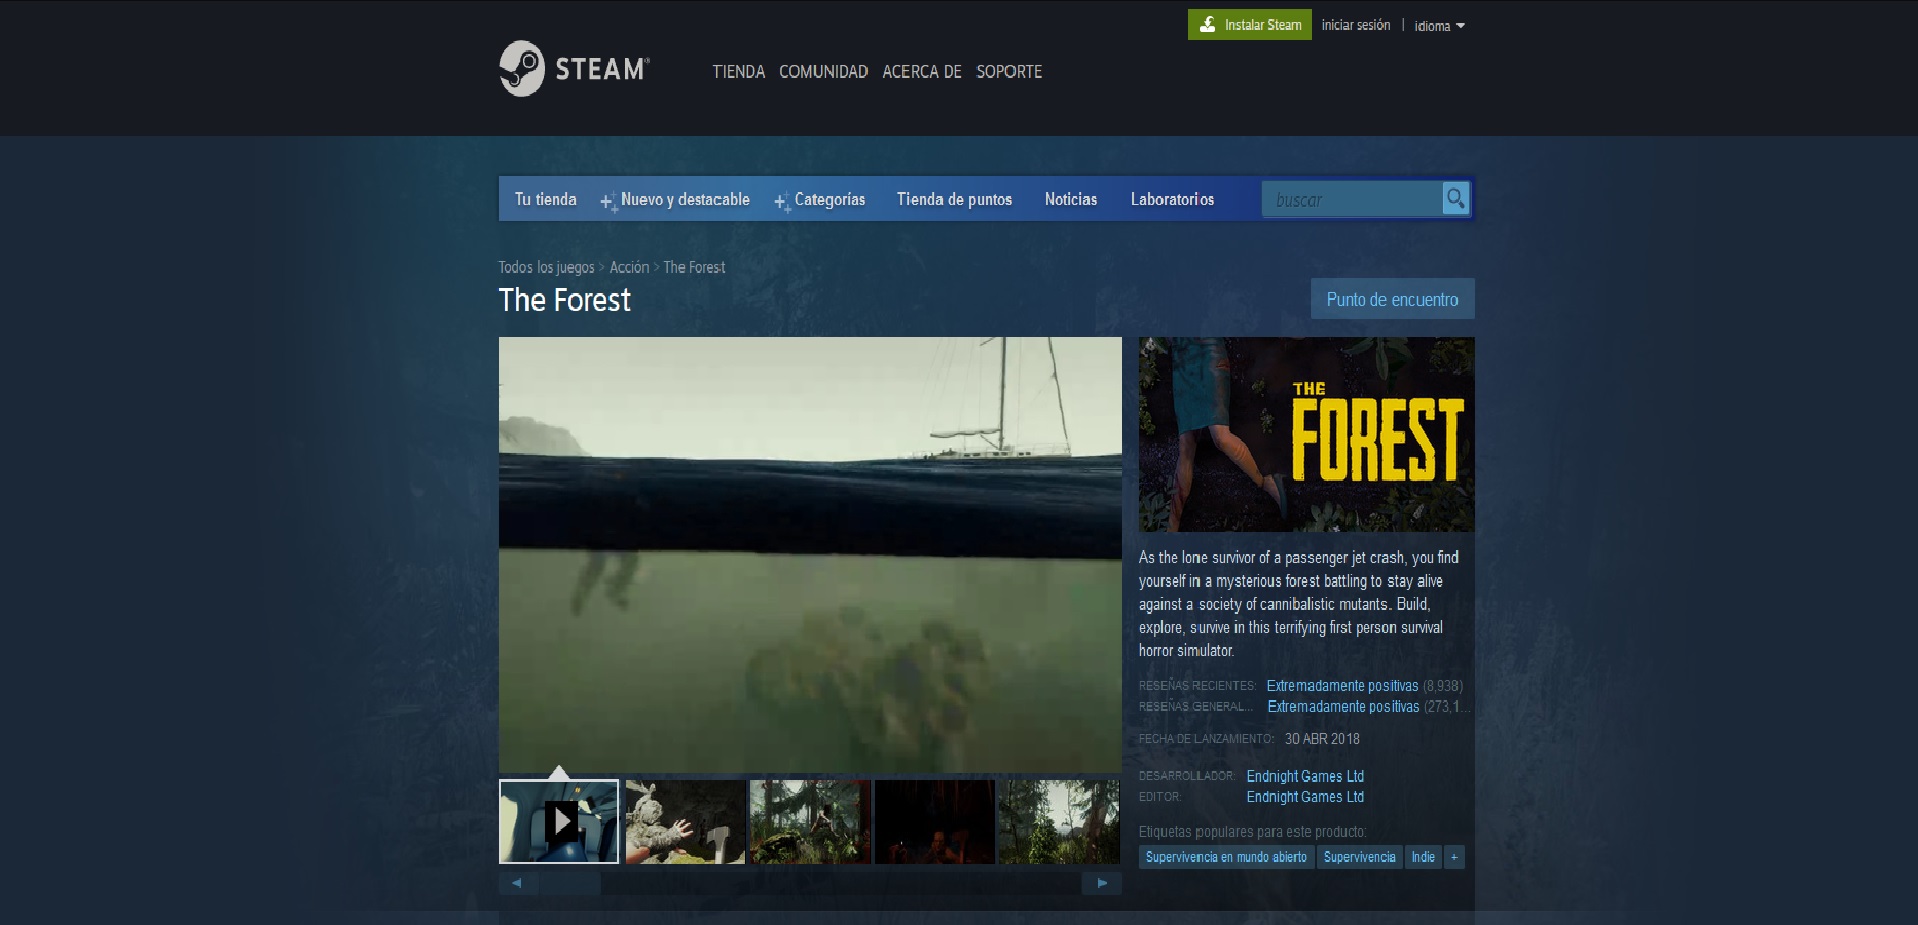 Instalar Steam
iniciar sesión | idioma
STEAM®
TIENDA COMUNIDAD ACERCA DE SOPORTE
Tu tienda Nuevo y destacable Categorías Tienda de puntos Noticias Laboratorios buscar
Todos los juegos > Acción > The Forest
The Forest
Punto de encuentro
THE
FOREST
As the lone survivor of a passenger jet crash, you find
yourself in a mysterious forest battling to stay alive
against a society of cannibalistic mutants. Build,
explore, survive in this terrifying first person survival
horror simulator.
RESEÑAS RECIENTES: Extremadamente positivas (8,938)
RESEÑAS GENERAL... Extremadamente positivas (273,1...
FECHA DE LANZAMIENTO: 30 ABR 2018
DESARROLLADOR: Endnight Games Ltd
EDITOR: Endnight Games Ltd
Etiquetas populares para este producto:
Supervivencia en mundo abierto Supervivencia Indie +